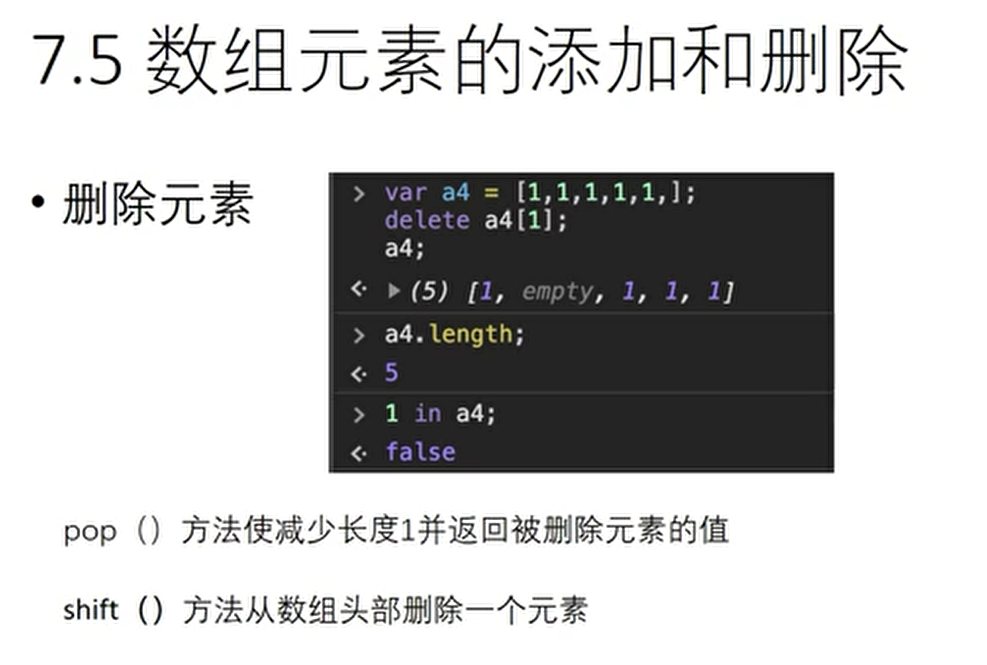 7.5 数组元素的添加和删除
• 删除元素
> var a4 = [1,1,1,1,1,];
delete a4[1];
a4;
<· ▶ (5) [1, empty, 1, 1, 1]
> a4.length;
<· 5
> 1 in a4;
<· false
pop（）方法使减少长度1并返回被删除元素的值
shift（）方法从数组头部删除一个元素